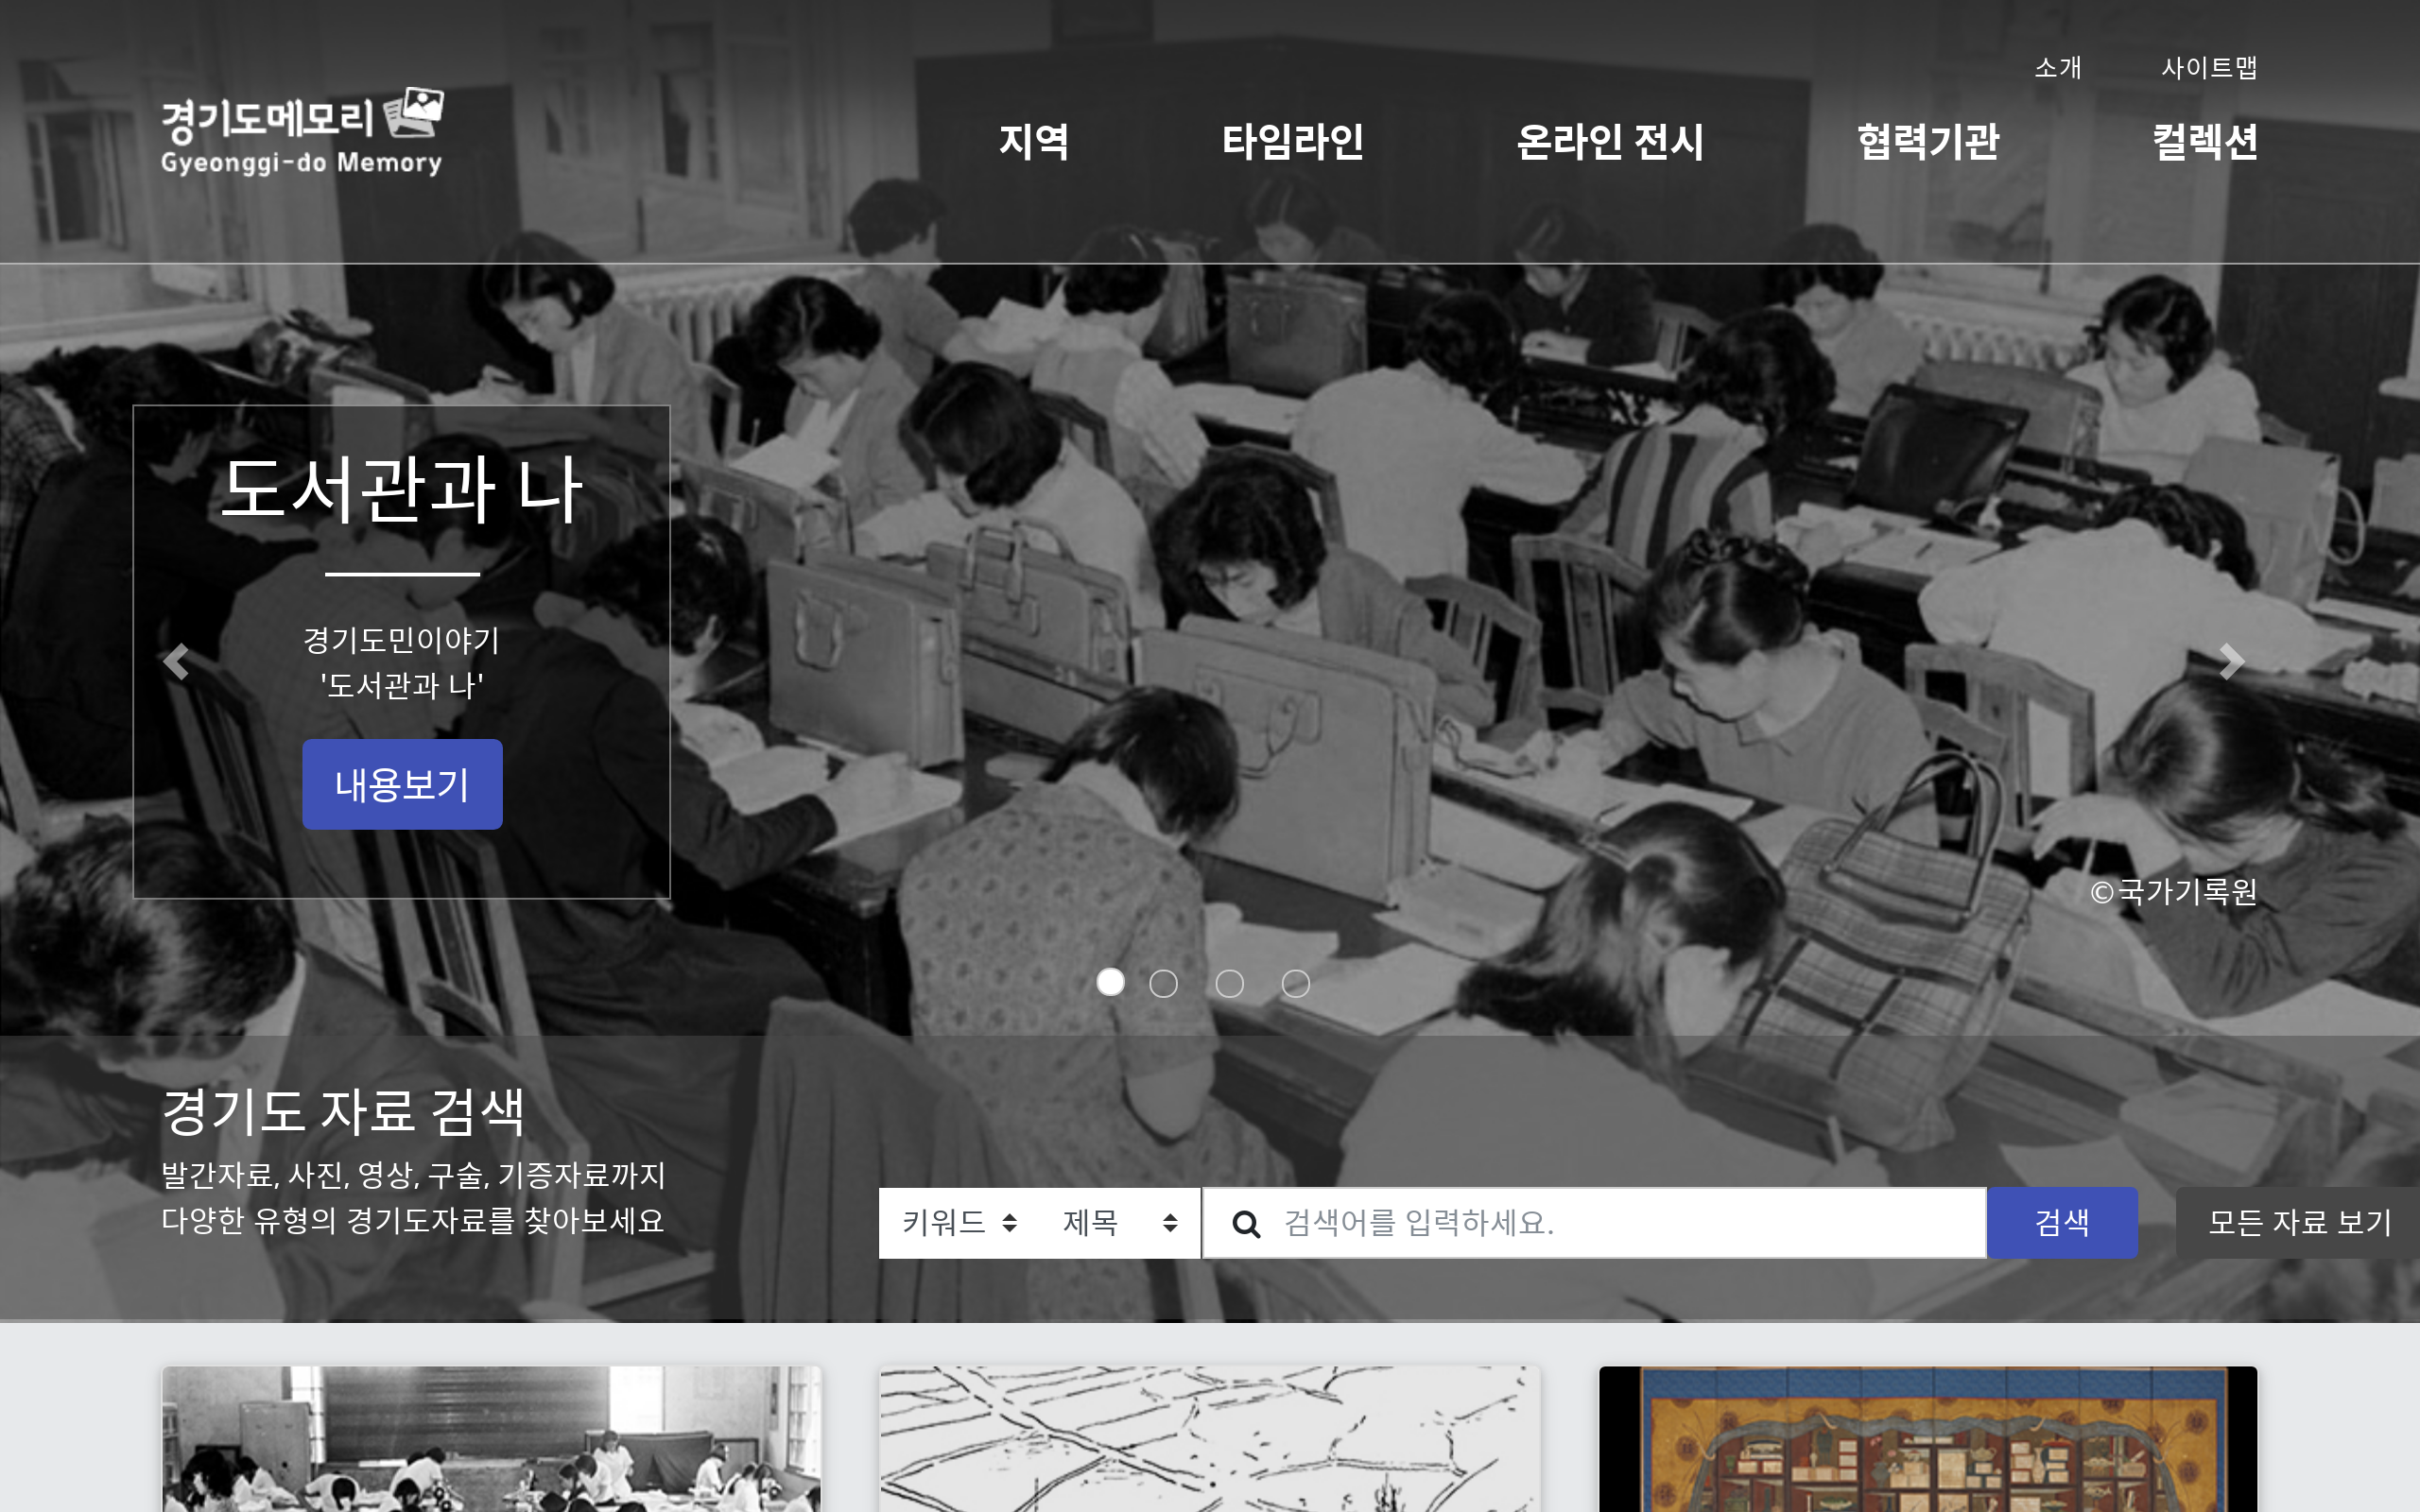 소개
사이트맵
경기도메모리
Gyeonggi-do Memory
지역
타임라인
온라인 전시
협력기관
컬렉션
도서관과 나
경기도민이야기
'도서관과 나'
내용보기
©국가기록원
경기도 자료 검색
발간자료, 사진, 영상, 구술, 기증자료까지
다양한 유형의 경기도자료를 찾아보세요
키워드
제목
검색어를 입력하세요.
검색
모든 자료 보기